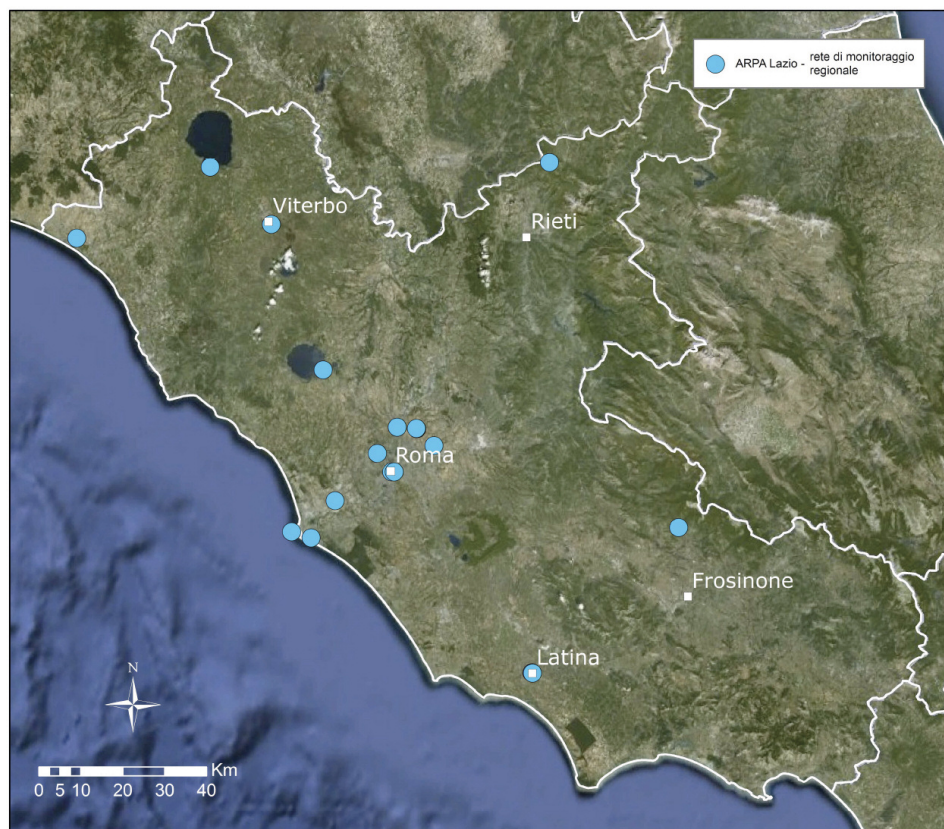 ARPA Lazio - rete di monitoraggio
regionale
Viterbo
Rieti
Roma
Frosinone
Latina
N
Km
0 5 10 20 30 40